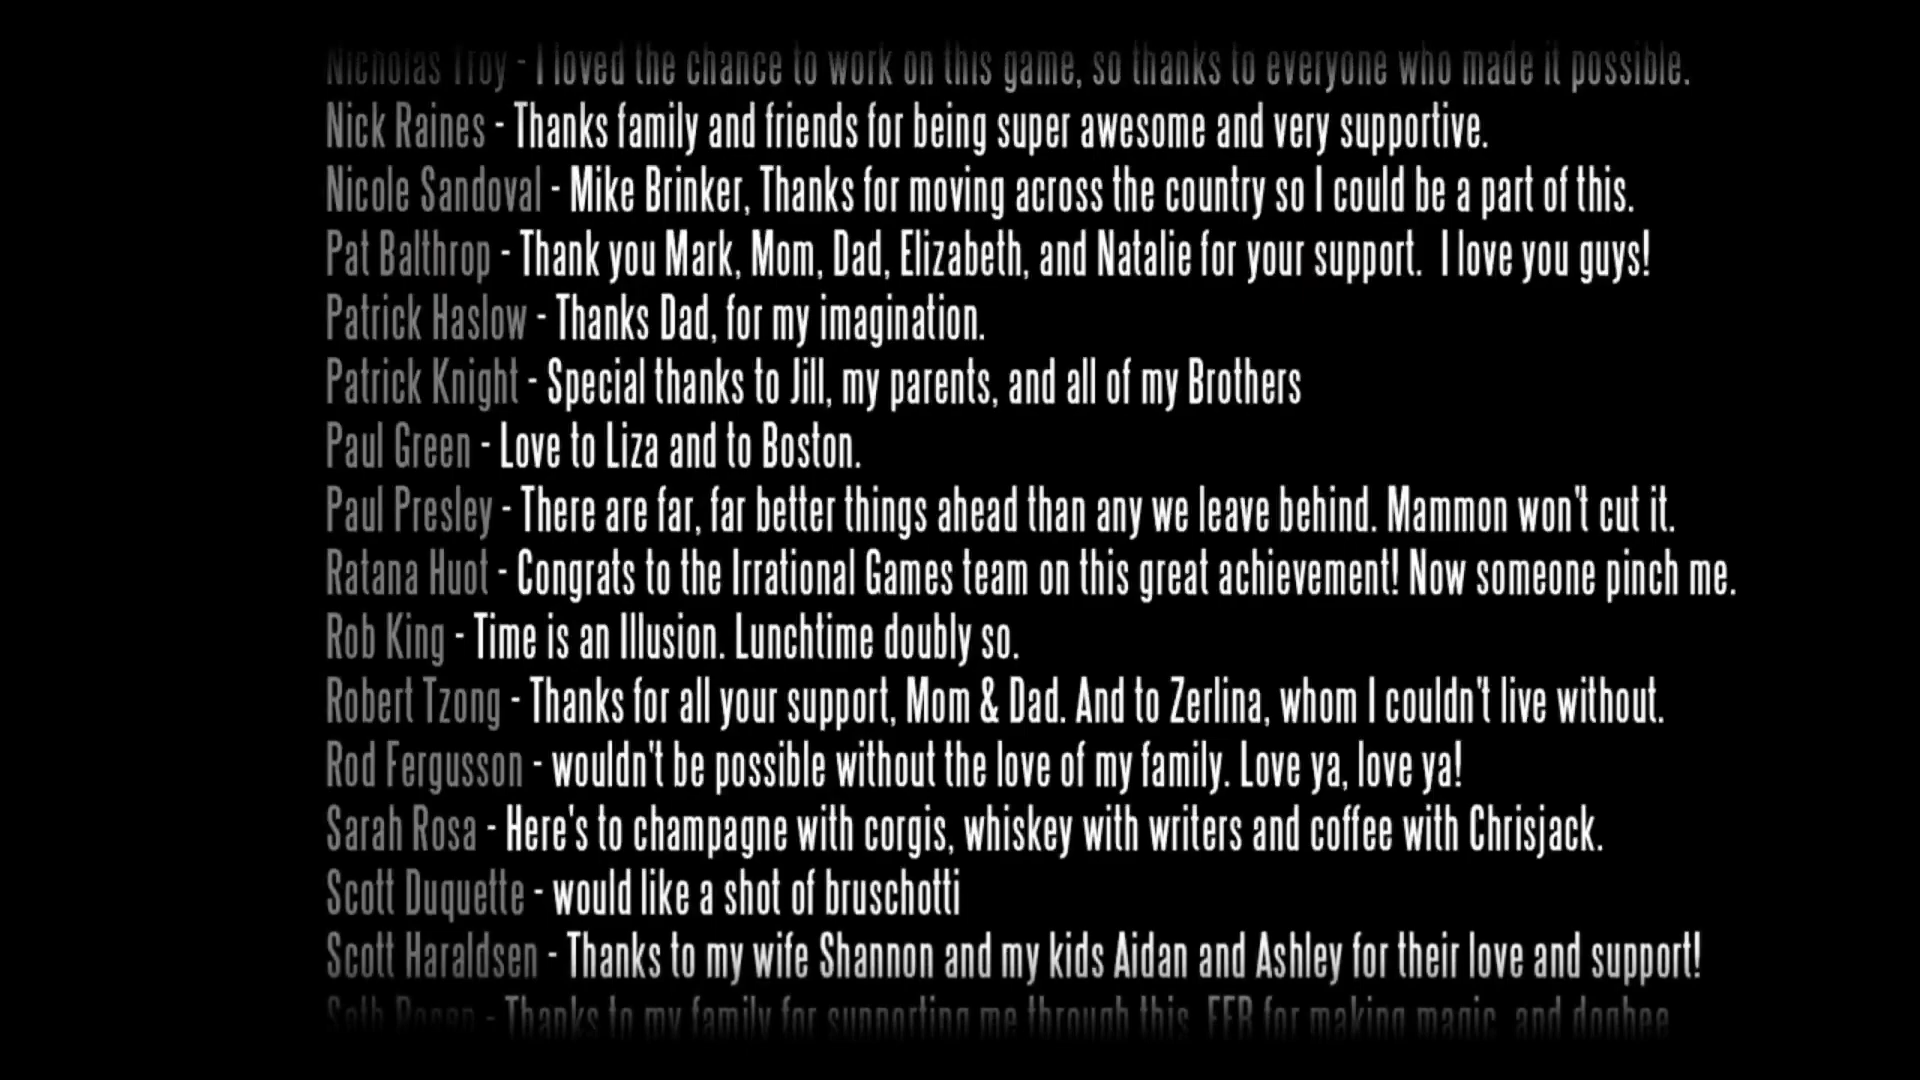 Nicholas Troy - I loved the chance to work on this game, so thanks to everyone who made it possible.
Nick Raines - Thanks family and friends for being super awesome and very supportive.
Nicole Sandoval - Mike Brinker, Thanks for moving across the country so I could be a part of this.
Pat Balthrop - Thank you Mark, Mom, Dad, Elizabeth, and Natalie for your support.  I love you guys!
Patrick Haslow - Thanks Dad, for my imagination.
Patrick Knight - Special thanks to Jill, my parents, and all of my Brothers
Paul Green - Love to Liza and to Boston.
Paul Presley - There are far, far better things ahead than any we leave behind. Mammon won't cut it.
Ratana Huot - Congrats to the Irrational Games team on this great achievement! Now someone pinch me.
Rob King - Time is an Illusion. Lunchtime doubly so.
Robert Tzong - Thanks for all your support, Mom & Dad. And to Zerlina, whom I couldn't live without.
Rod Fergusson - wouldn't be possible without the love of my family. Love ya, love ya!
Sarah Rosa - Here's to champagne with corgis, whiskey with writers and coffee with Chrisjack.
Scott Duquette - would like a shot of bruschotti
Scott Haraldsen - Thanks to my wife Shannon and my kids Aidan and Ashley for their love and support!
Seth Rosen - Thanks to my family for supporting me through this, for making magic, and